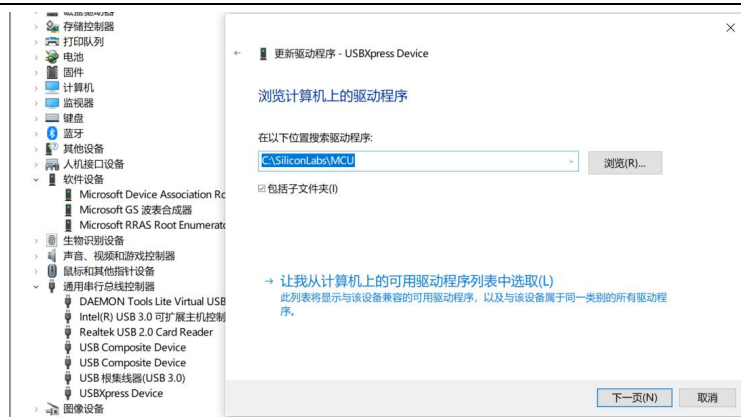 存储控制器
打印队列
电池
固件
计算机
监视器
键盘
蓝牙
其他设备
人机接口设备
软件设备
Microsoft Device Association Ro
Microsoft GS 波表合成器
Microsoft RRAS Root Enumerato
生物识别设备
声音、视频和游戏控制器
鼠标和其他指针设备
通用串行总线控制器
DAEMON Tools Lite Virtual USB
Intel(R) USB 3.0 可扩展主机控制
Realtek USB 2.0 Card Reader
USB Composite Device
USB Composite Device
USB 根集线器(USB 3.0)
USBXpress Device
图像设备
更新驱动程序 - USBXpress Device
浏览计算机上的驱动程序
在以下位置搜索驱动程序:
C:\SiliconLabs\MCU
浏览(R)...
包括子文件夹(I)
让我从计算机上的可用驱动程序列表中选取(L)
此列表将显示与该设备兼容的可用驱动程序，以及与该设备属于同一类别的所有驱动程
序。
下一页(N)
取消